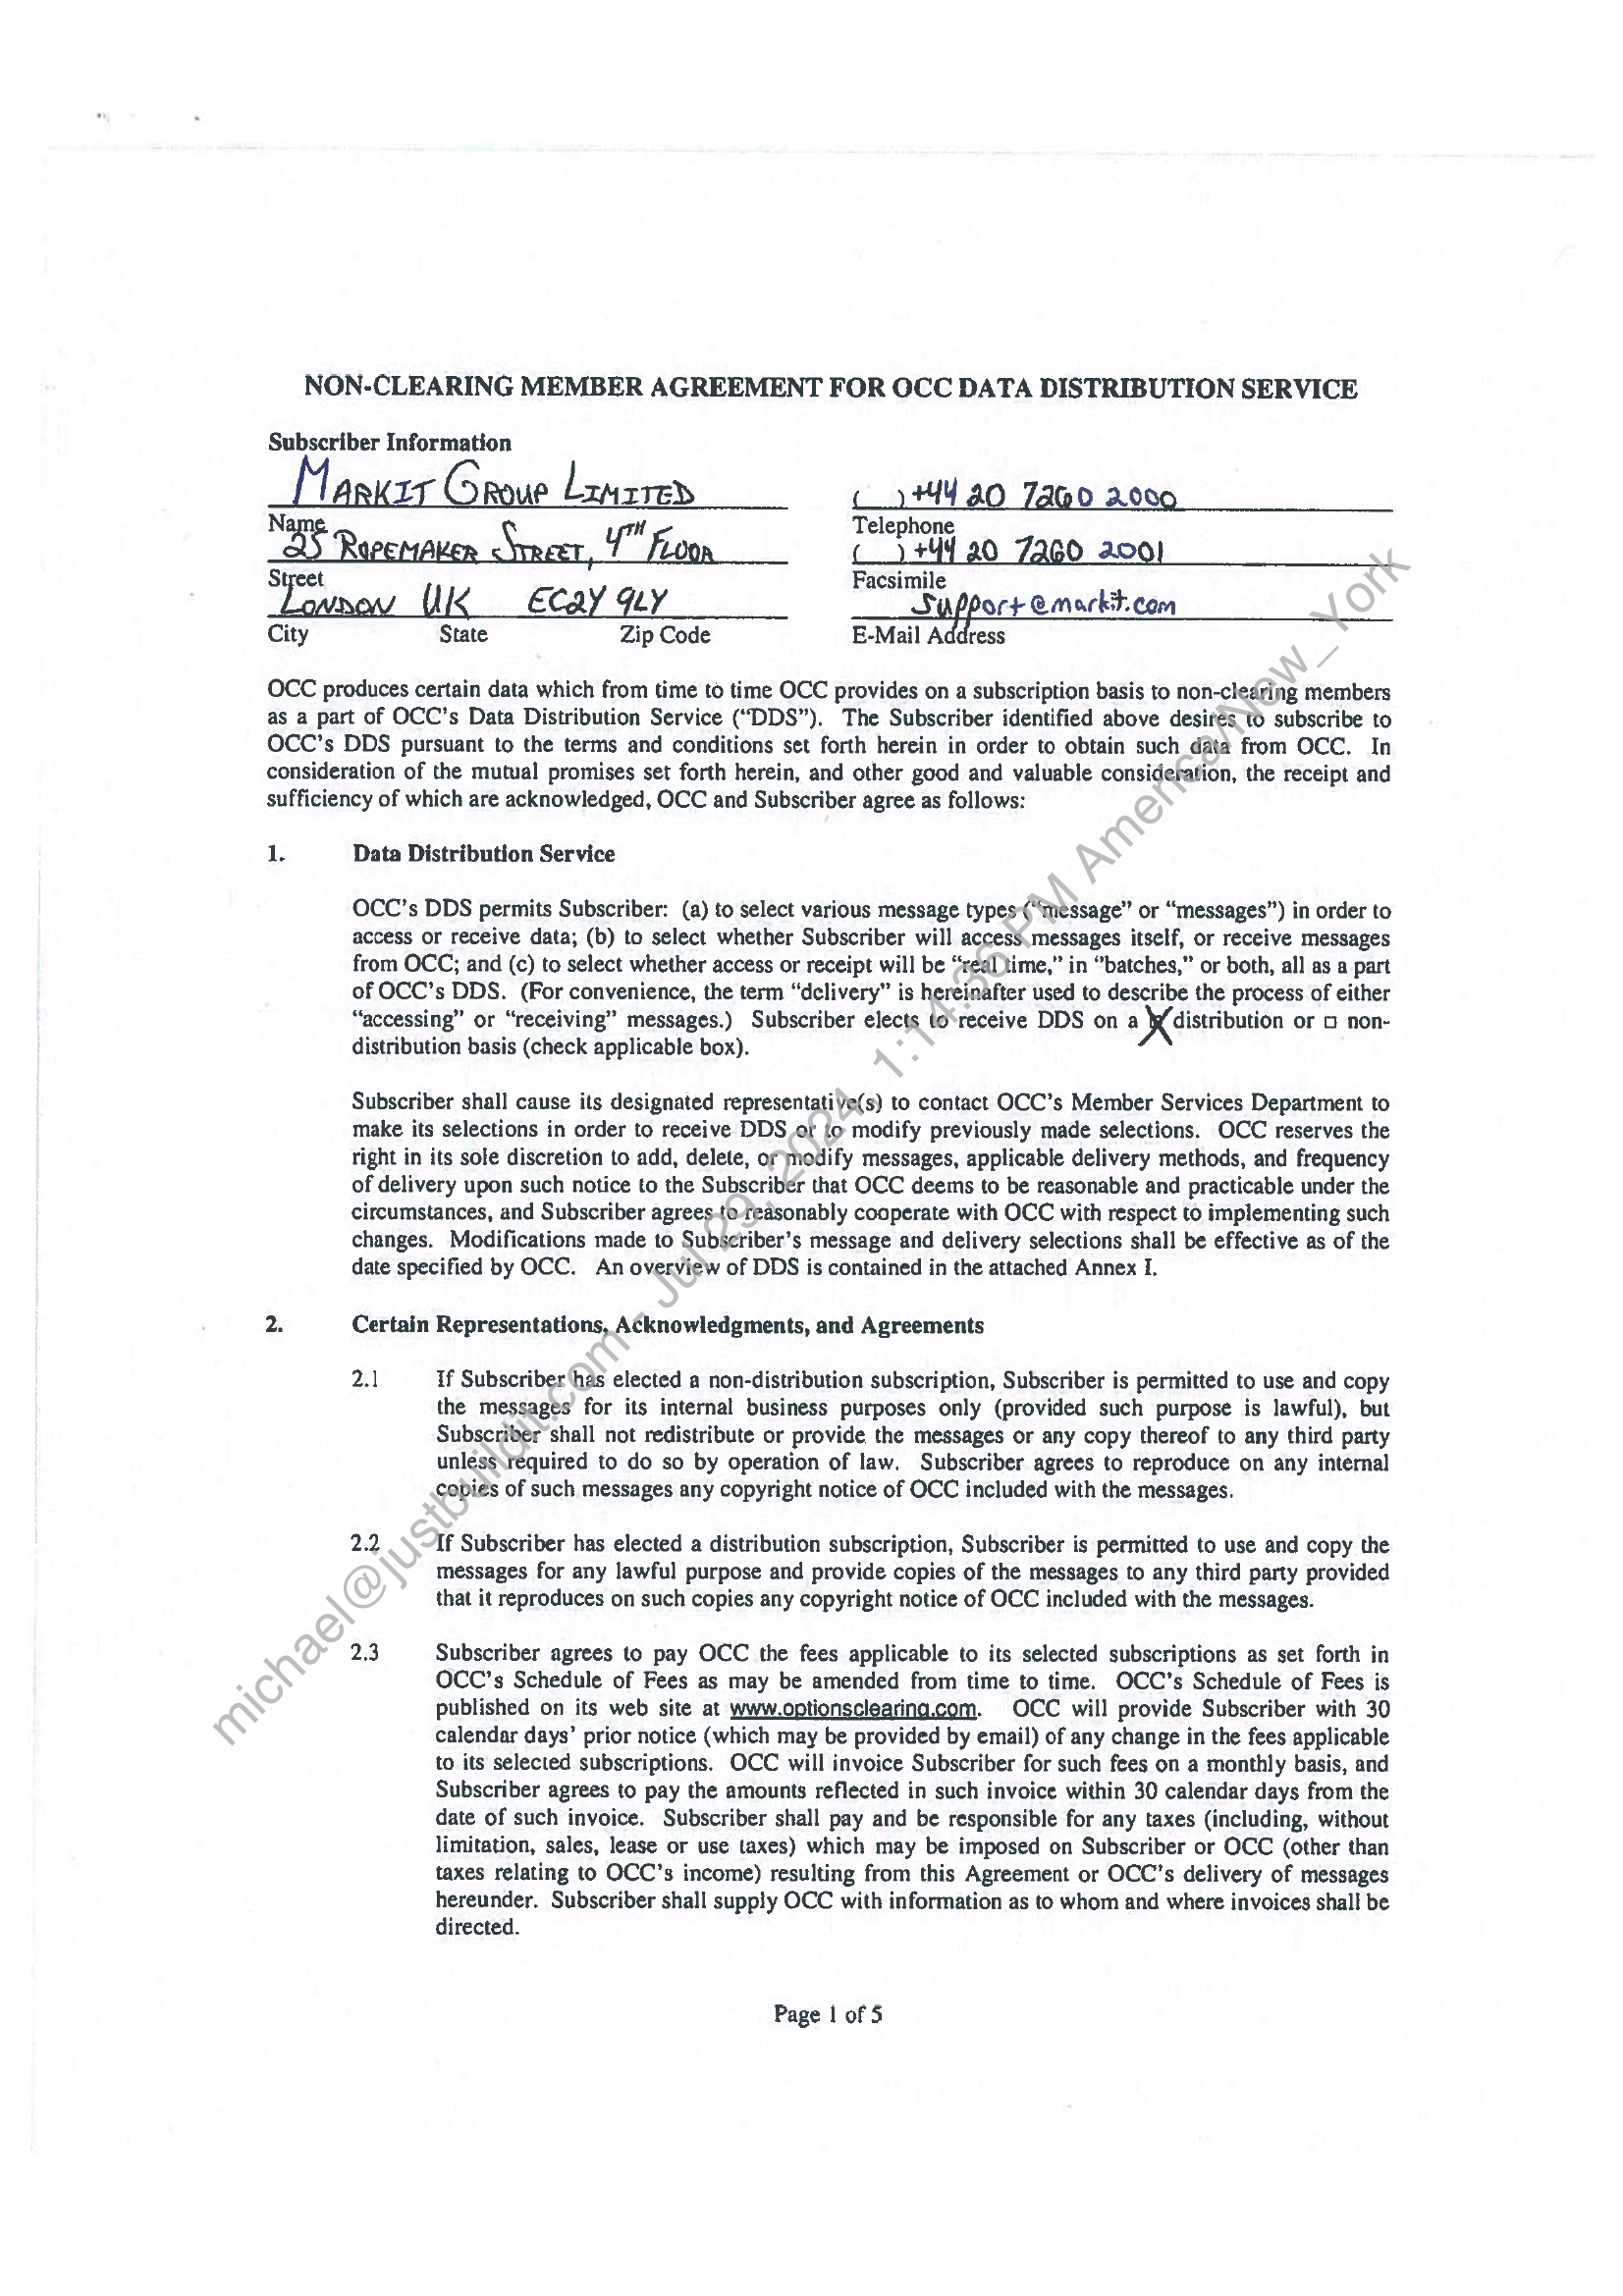 NON-CLEARING MEMBER AGREEMENT FOR OCC DATA DISTRIBUTION SERVICE
Subscriber Information
MARKIT GROUP LIMITED
Name
25 ROPEMAKER STREET, 4TH FLOOR
Street
LONDON UK EC2Y 9LY
City State Zip Code
( ) +44 20 7260 2000
Telephone
( ) +44 20 7260 2001
Facsimile
support@markit.com
E-Mail Address
OCC produces certain data which from time to time OCC provides on a subscription basis to non-clearing members
as a part of OCC's Data Distribution Service ("DDS"). The Subscriber identified above desires to subscribe to
OCC's DDS pursuant to the terms and conditions set forth herein in order to obtain such data from OCC. In
consideration of the mutual promises set forth herein, and other good and valuable consideration, the receipt and
sufficiency of which are acknowledged, OCC and Subscriber agree as follows:
1. Data Distribution Service
OCC's DDS permits Subscriber: (a) to select various message types ("message" or "messages") in order to
access or receive data; (b) to select whether Subscriber will access messages itself, or receive messages
from OCC; and (c) to select whether access or receipt will be "real time," in "batches," or both, all as a part
of OCC's DDS. (For convenience, the term "delivery" is hereinafter used to describe the process of either
"accessing" or "receiving" messages.) Subscriber elects to receive DDS on a ☒ distribution or □ non-
distribution basis (check applicable box).
Subscriber shall cause its designated representative(s) to contact OCC's Member Services Department to
make its selections in order to receive DDS or to modify previously made selections. OCC reserves the
right in its sole discretion to add, delete, or modify messages, applicable delivery methods, and frequency
of delivery upon such notice to the Subscriber that OCC deems to be reasonable and practicable under the
circumstances, and Subscriber agrees to reasonably cooperate with OCC with respect to implementing such
changes. Modifications made to Subscriber's message and delivery selections shall be effective as of the
date specified by OCC. An overview of DDS is contained in the attached Annex I.
2. Certain Representations, Acknowledgments, and Agreements
2.1 If Subscriber has elected a non-distribution subscription, Subscriber is permitted to use and copy
the messages for its internal business purposes only (provided such purpose is lawful), but
Subscriber shall not redistribute or provide the messages or any copy thereof to any third party
unless required to do so by operation of law. Subscriber agrees to reproduce on any internal
copies of such messages any copyright notice of OCC included with the messages.
2.2 If Subscriber has elected a distribution subscription, Subscriber is permitted to use and copy the
messages for any lawful purpose and provide copies of the messages to any third party provided
that it reproduces on such copies any copyright notice of OCC included with the messages.
2.3 Subscriber agrees to pay OCC the fees applicable to its selected subscriptions as set forth in
OCC's Schedule of Fees as may be amended from time to time. OCC's Schedule of Fees is
published on its web site at www.optionsclearing.com. OCC will provide Subscriber with 30
calendar days' prior notice (which may be provided by email) of any change in the fees applicable
to its selected subscriptions. OCC will invoice Subscriber for such fees on a monthly basis, and
Subscriber agrees to pay the amounts reflected in such invoice within 30 calendar days from the
date of such invoice. Subscriber shall pay and be responsible for any taxes (including, without
limitation, sales, lease or use taxes) which may be imposed on Subscriber or OCC (other than
taxes relating to OCC's income) resulting from this Agreement or OCC's delivery of messages
hereunder. Subscriber shall supply OCC with information as to whom and where invoices shall be
directed.
Page 1 of 5
michael@justbuildit.com - Jul 29, 2024, 1:14:36 PM America/New_York